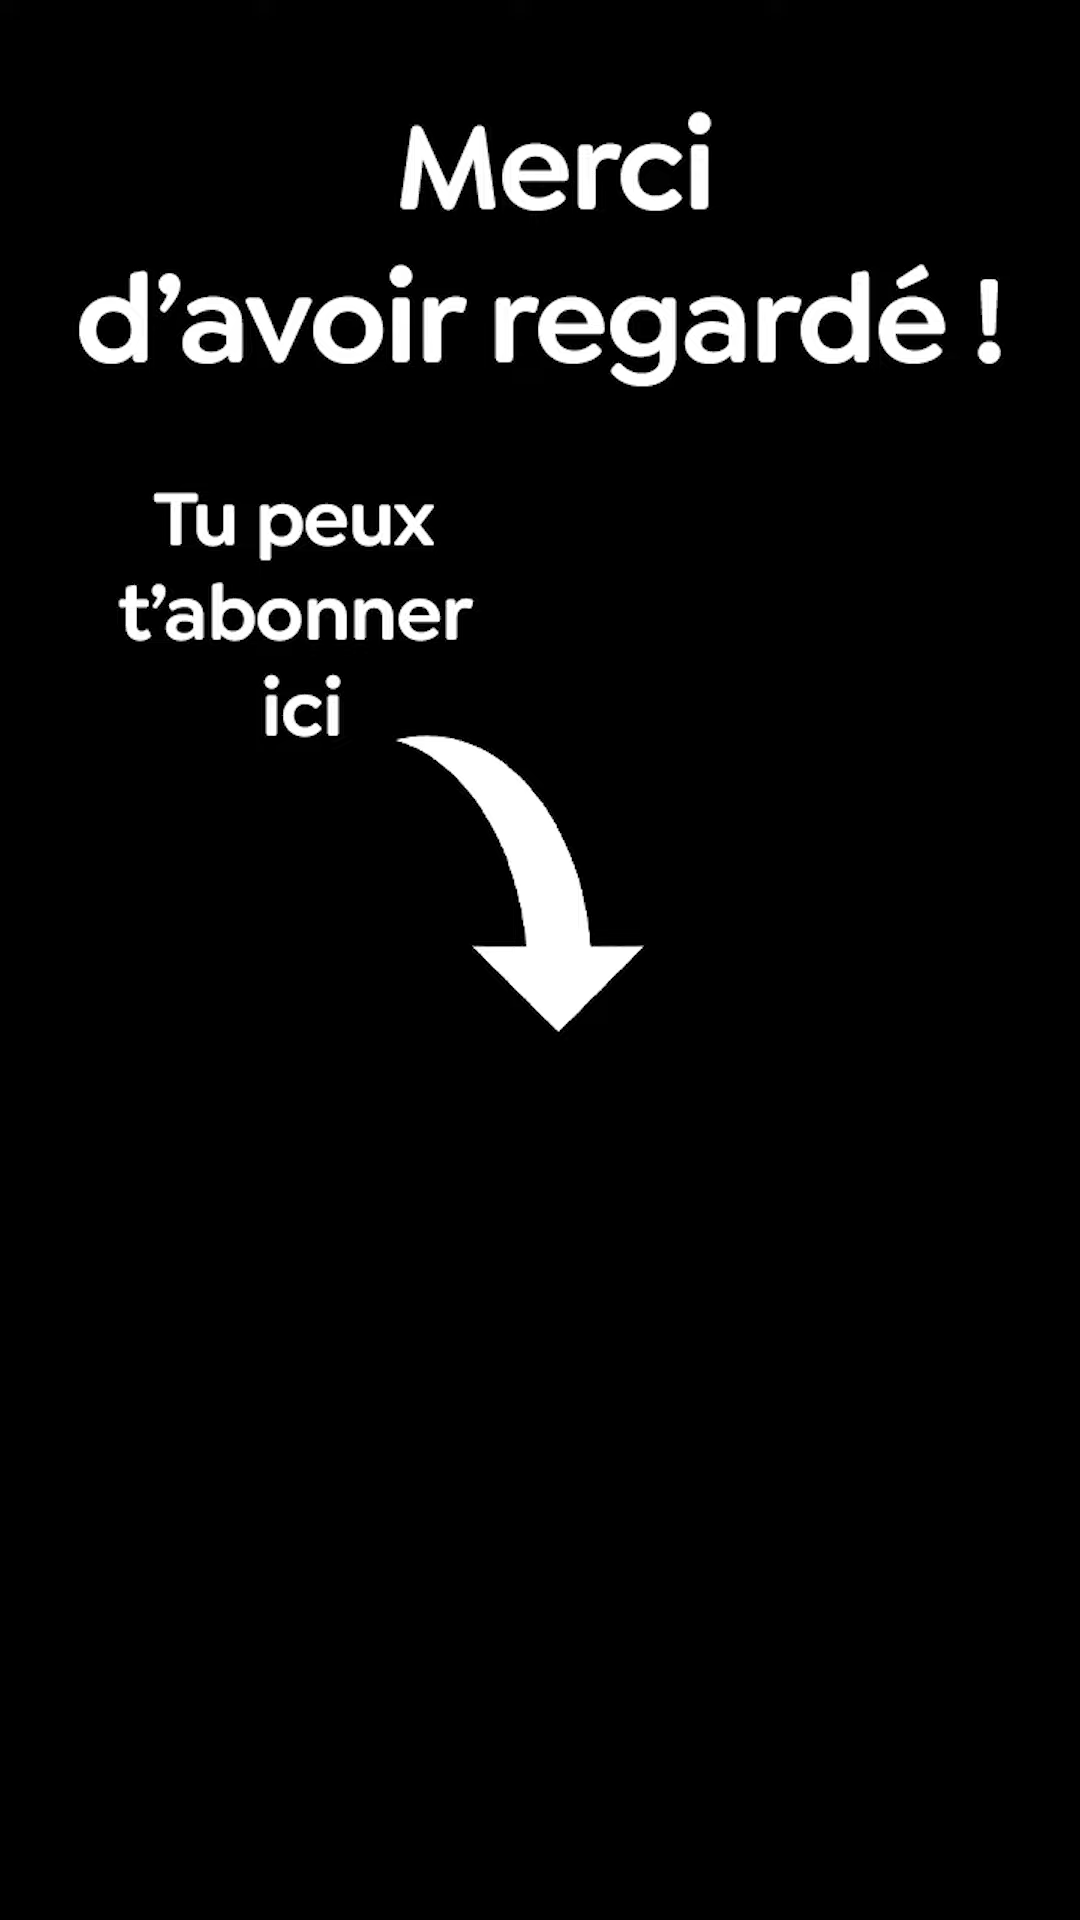 Merci
d’avoir regardé !
Tu peux
t’abonner
ici